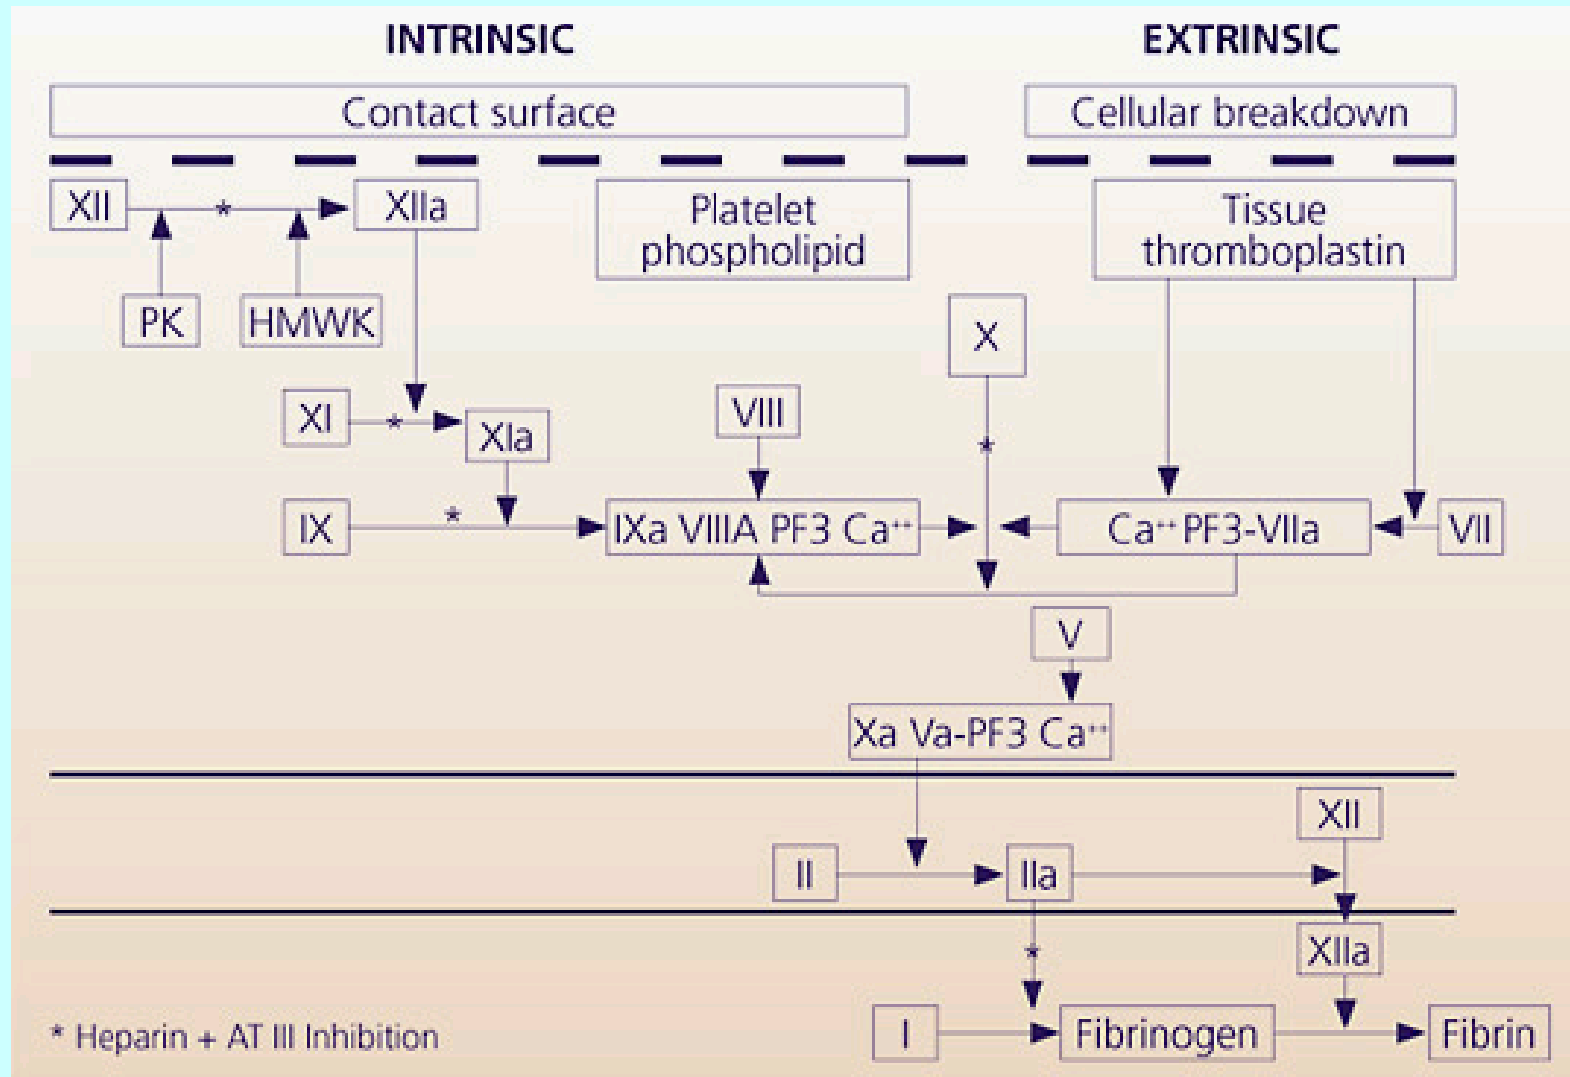 INTRINSIC
EXTRINSIC
Contact surface
Cellular breakdown
XII
*
XIIa
Platelet
phospholipid
Tissue
thromboplastin
PK
HMWK
X
XI
*
XIa
VIII
*
IX
*
IXa VIIIA PF3 Ca++
Ca++ PF3-VIIa
VII
V
Xa Va-PF3 Ca++
XII
II
IIa
XIIa
*
* Heparin + AT III Inhibition
I
Fibrinogen
Fibrin